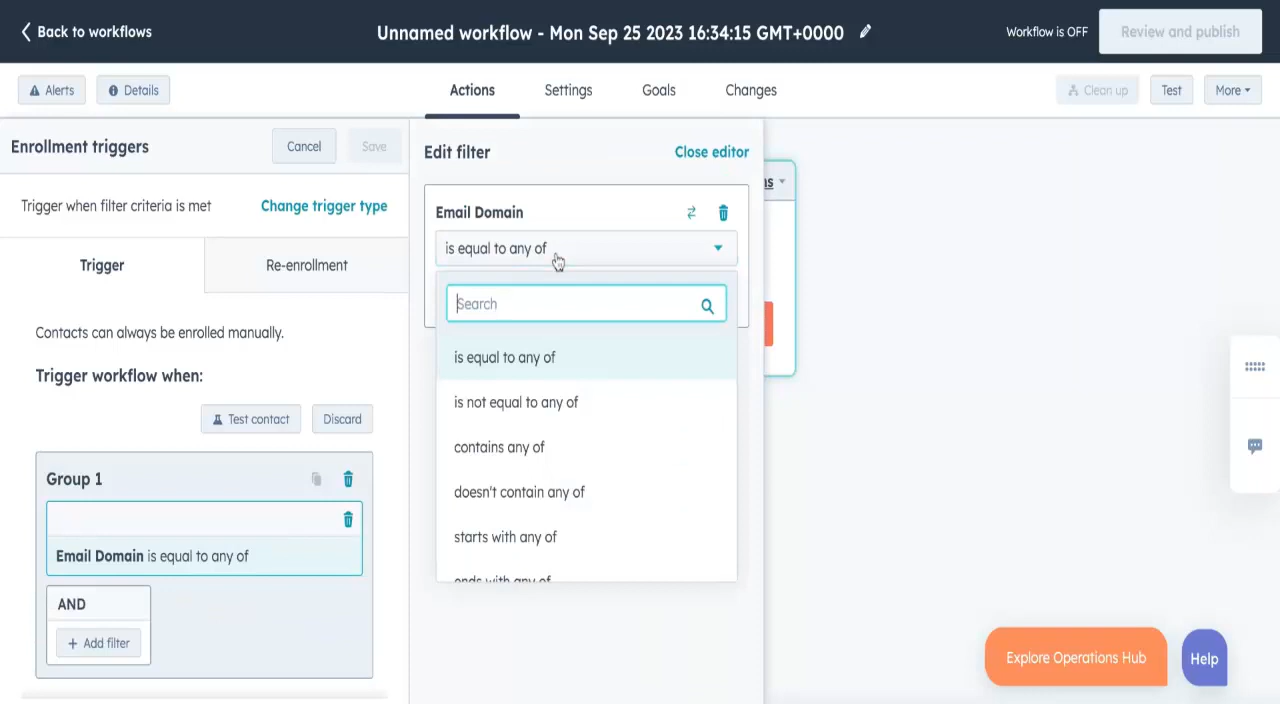 Back to workflows
Unnamed workflow - Mon Sep 25 2023 16:34:15 GMT+0000
Workflow is OFF
Review and publish
Alerts
Details
Actions
Settings
Goals
Changes
Clean up
Test
More
Enrollment triggers
Cancel
Save
Trigger when filter criteria is met
Change trigger type
Trigger
Re-enrollment
Contacts can always be enrolled manually.
Trigger workflow when:
Test contact
Discard
Group 1
Email Domain is equal to any of
AND
+ Add filter
Edit filter
Close editor
Email Domain
is equal to any of
Search
is equal to any of
is not equal to any of
contains any of
doesn't contain any of
starts with any of
ends with any of
Explore Operations Hub
Help